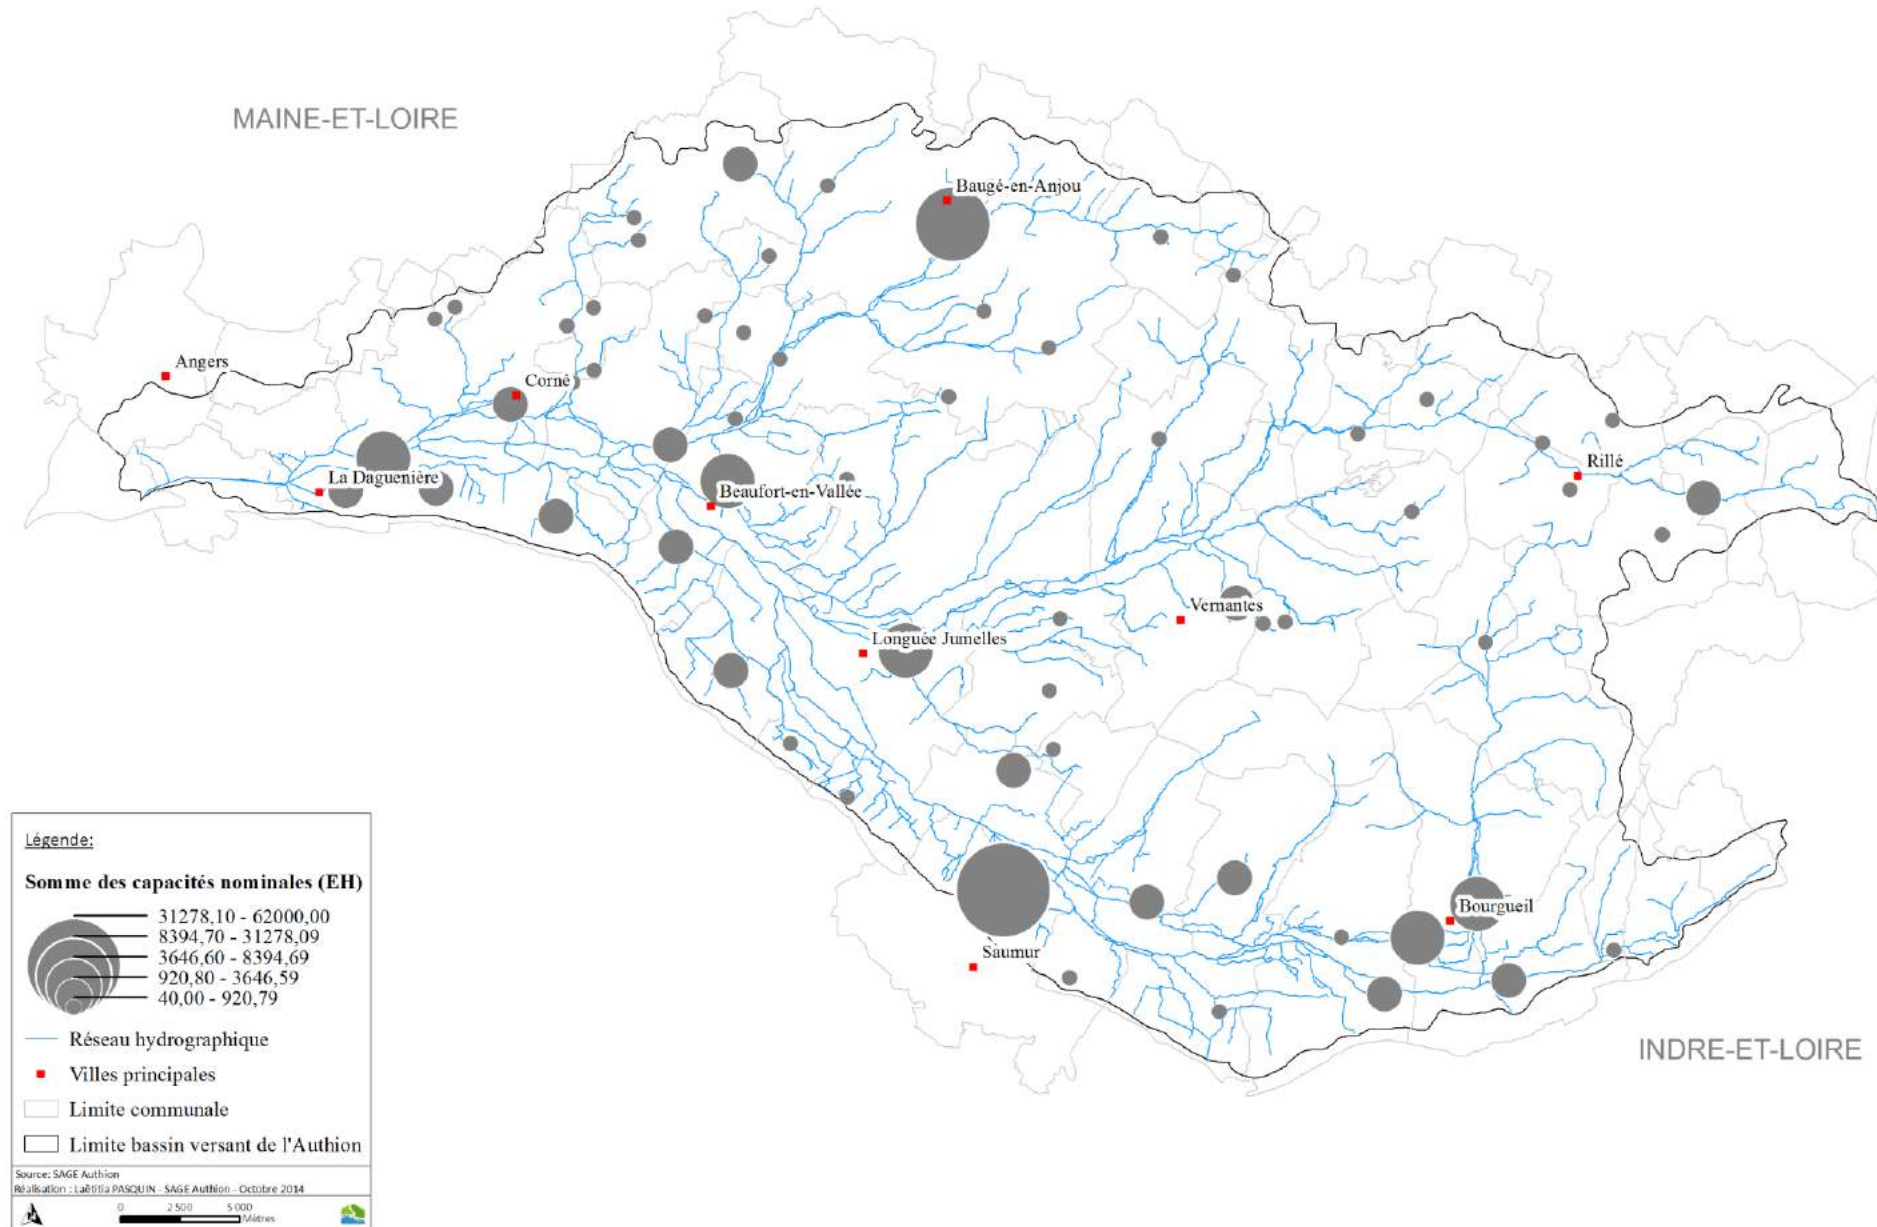 MAINE-ET-LOIRE
Baugé-en-Anjou
Angers
Corné
Rillé
La Daguenière
Beaufort-en-Vallée
Vernantes
Longuée Jumelles
Bourgueil
Saumur
INDRE-ET-LOIRE
Légende:
Somme des capacités nominales (EH)
31278,10 - 62000,00
8394,70 - 31278,09
3646,60 - 8394,69
920,80 - 3646,59
40,00 - 920,79
Réseau hydrographique
Villes principales
Limite communale
Limite bassin versant de l'Authion
Source: SAGE Authion
Réalisation : Laëtitia PASQUIN - SAGE Authion - Octobre 2014
0 2 500 5 000
Mètres